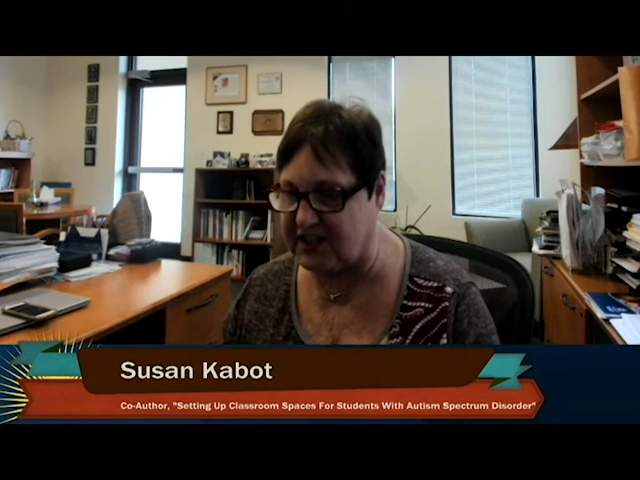 Susan Kabot
Co-Author, "Setting Up Classroom Spaces For Students With Autism Spectrum Disorder"